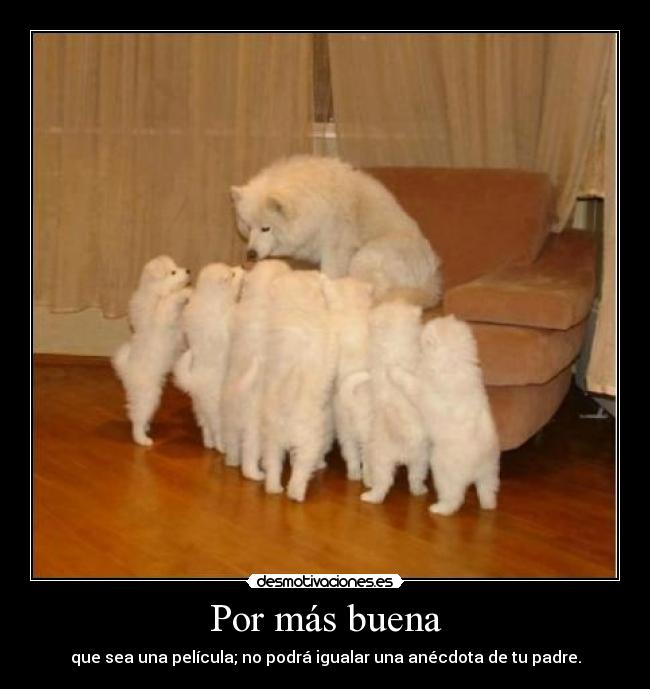 desmotivaciones.es
Por más buena
que sea una película; no podrá igualar una anécdota de tu padre.